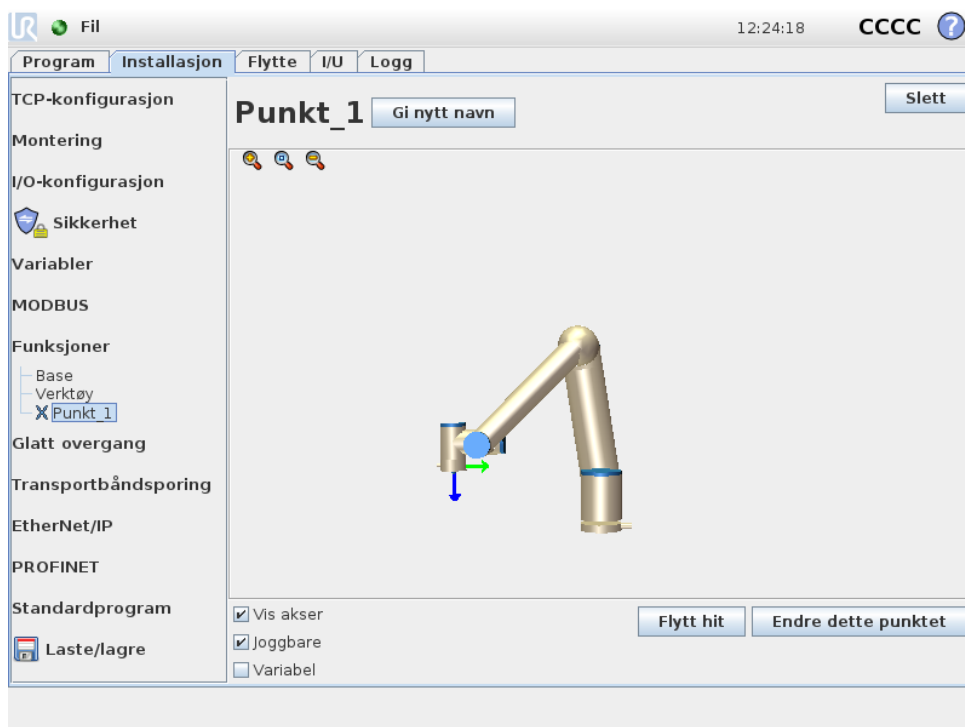 UR Fil 12:24:18 CCCC ?
Program Installasjon Flytte I/U Logg
TCP-konfigurasjon
Montering
I/O-konfigurasjon
Sikkerhet
Variabler
MODBUS
Funksjoner
Base
Verktøy
Punkt_1
Glatt overgang
Transportbåndsporing
EtherNet/IP
PROFINET
Standardprogram
Laste/lagre
Punkt_1 Gi nytt navn Slett
Vis akser
Joggbare
Variabel
Flytt hit Endre dette punktet